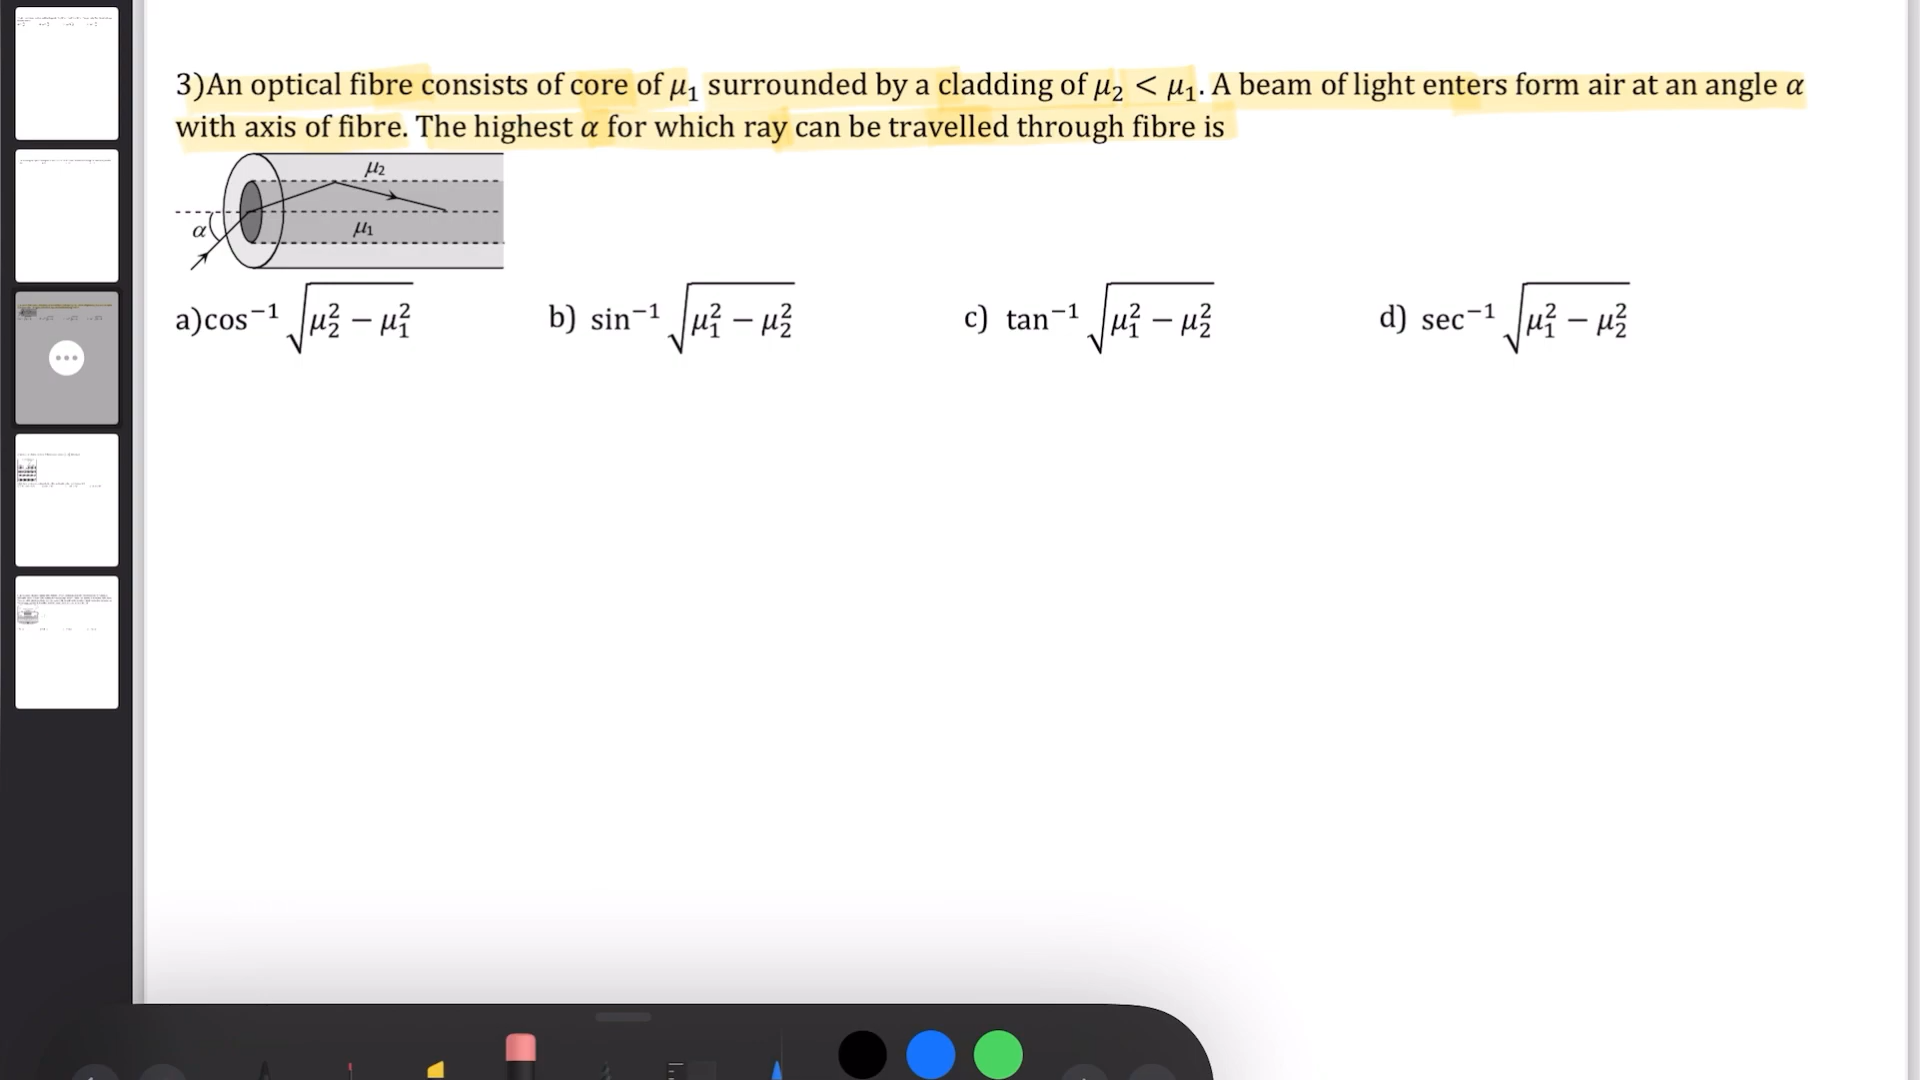 3)An optical fibre consists of core of μ₁ surrounded by a cladding of μ₂ < μ₁. A beam of light enters form air at an angle α
with axis of fibre. The highest α for which ray can be travelled through fibre is
μ₂
α
μ₁
a)cos⁻¹ √(μ₂² − μ₁²) b) sin⁻¹ √(μ₁² − μ₂²) c) tan⁻¹ √(μ₁² − μ₂²) d) sec⁻¹ √(μ₁² − μ₂²)